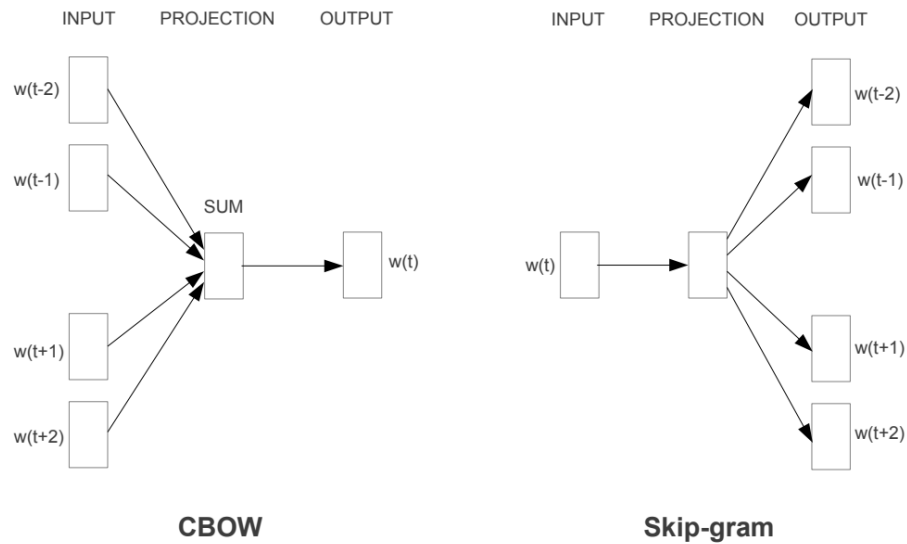 INPUT PROJECTION OUTPUT
w(t-2)
w(t-1)
SUM
w(t)
w(t+1)
w(t+2)
CBOW
INPUT PROJECTION OUTPUT
w(t-2)
w(t-1)
w(t)
w(t+1)
w(t+2)
Skip-gram